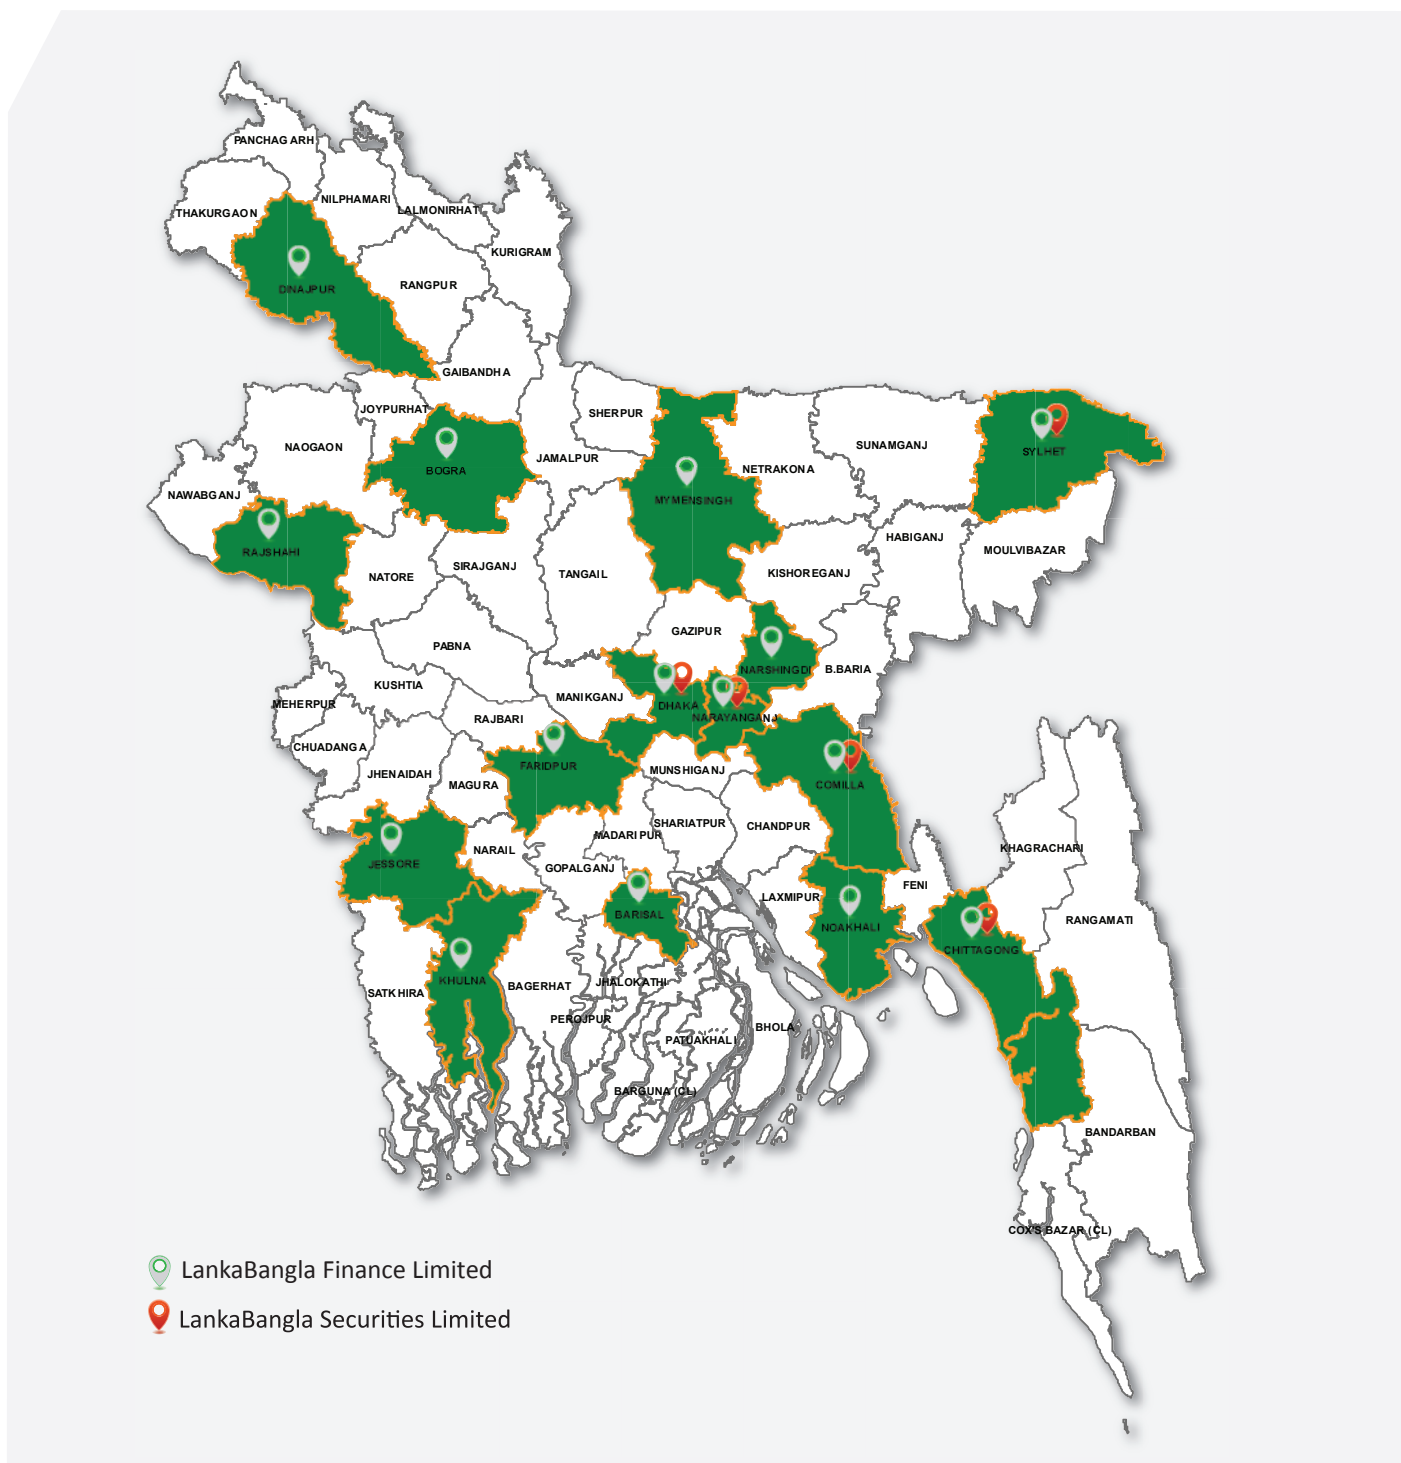 PANCHAGARH
NILPHAMARI
THAKURGAON
LALMONIRHAT
KURIGRAM
DINAJPUR
RANGPUR
GAIBANDHA
JOYPURHAT
SHERPUR
NAOGAON
SUNAMGANJ
SYLHET
JAMALPUR
BOGRA
NETRAKONA
NAWABGANJ
MYMENSINGH
HABIGANJ
RAJSHAHI
MOULVIBAZAR
SIRAJGANJ
NATORE
TANGAIL
KISHOREGANJ
GAZIPUR
PABNA
NARSHINGDI
B.BARIA
KUSHTIA
MANIKGANJ
MEHERPUR
DHAKA
RAJBARI
NARAYANGANJ
CHUADANGA
FARIDPUR
JHENAIDAH
MUNSHIGANJ
MAGURA
COMILLA
SHARIATPUR
CHANDPUR
MADARIPUR
KHAGRACHARI
NARAIL
JESSORE
GOPALGANJ
FENI
LAXMIPUR
BARISAL
RANGAMATI
NOAKHALI
CHITTAGONG
KHULNA
JHALOKATHI
BAGERHAT
SATKHIRA
PEROJPUR
BHOLA
PATUAKHALI
BARGUNA (CL)
BANDARBAN
COX'S BAZAR (CL)
LankaBangla Finance Limited
LankaBangla Securities Limited